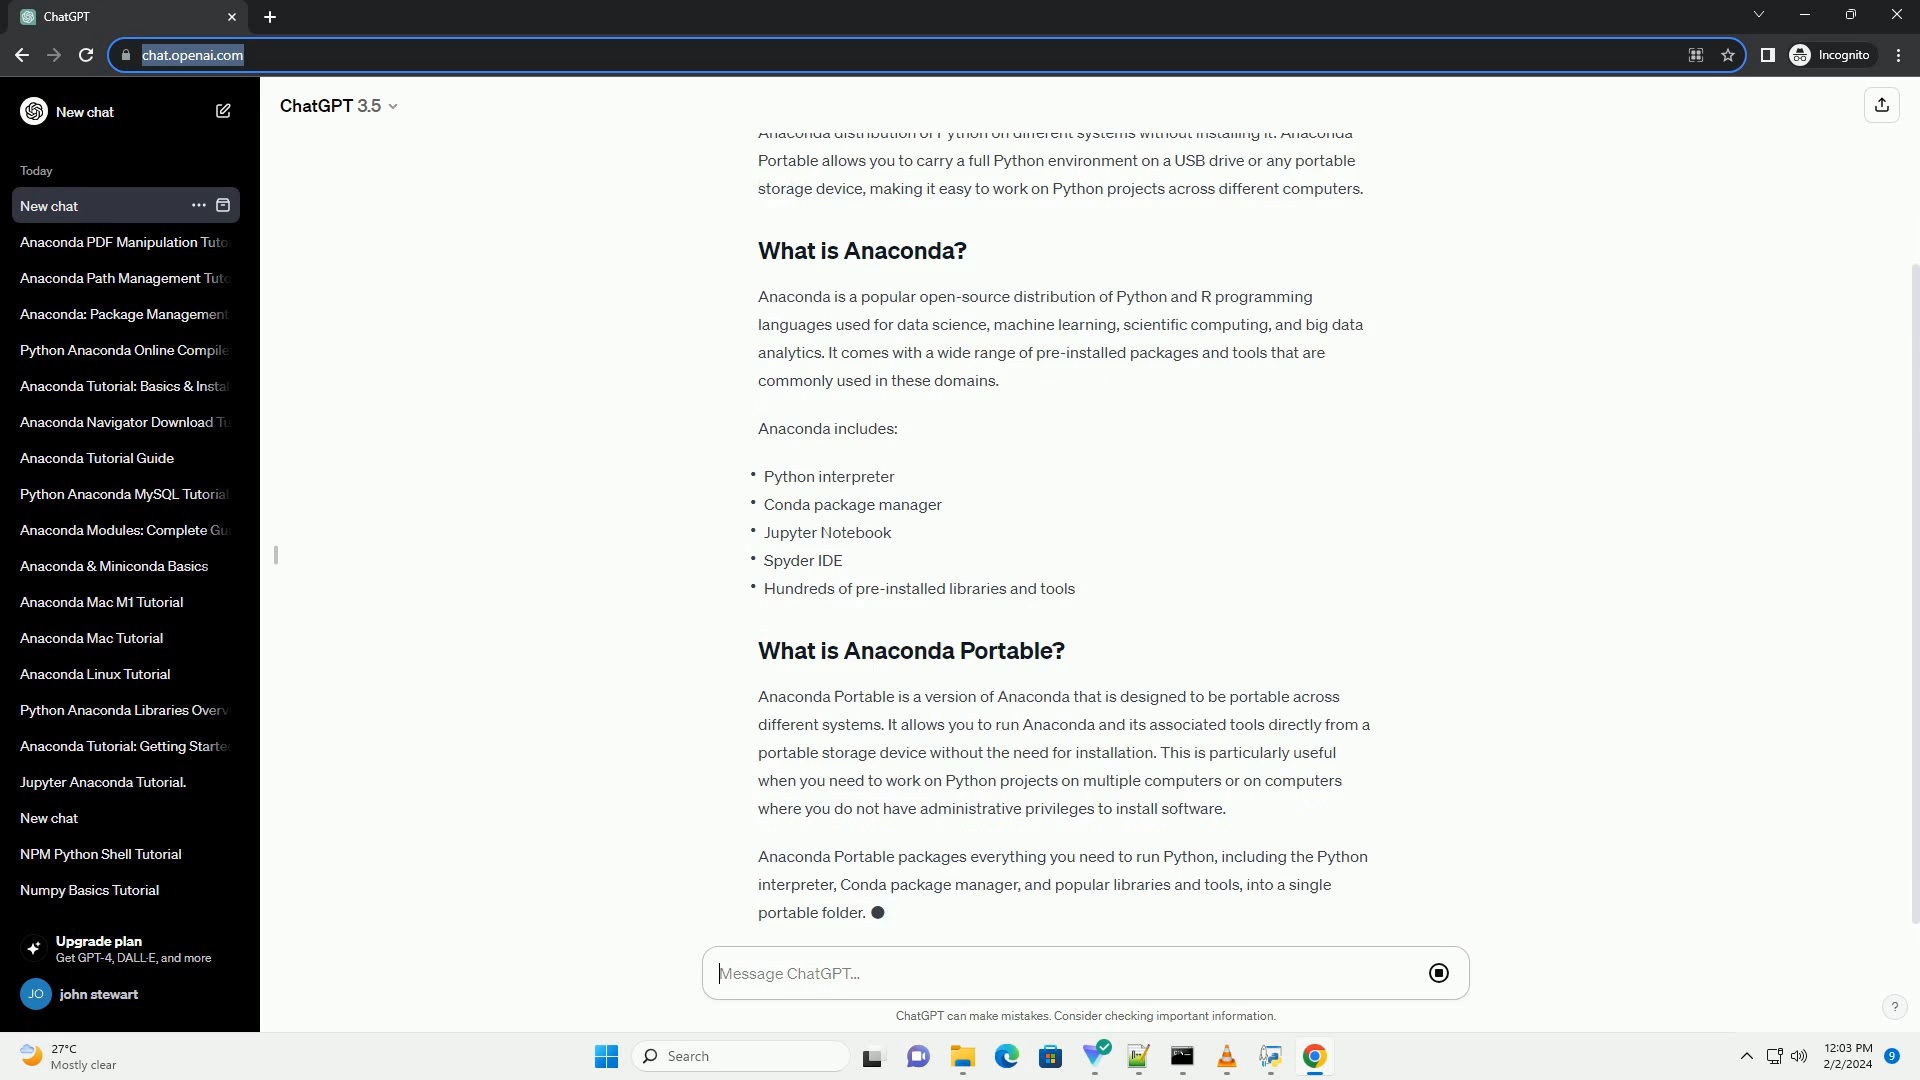 ChatGPT
chat.openai.com
Incognito
New chat
Today
New chat
Anaconda PDF Manipulation Tuto
Anaconda Path Management Tuto
Anaconda: Package Management
Python Anaconda Online Compile
Anaconda Tutorial: Basics & Instal
Anaconda Navigator Download Tu
Anaconda Tutorial Guide
Python Anaconda MySQL Tutorial
Anaconda Modules: Complete Gu
Anaconda & Miniconda Basics
Anaconda Mac M1 Tutorial
Anaconda Mac Tutorial
Anaconda Linux Tutorial
Python Anaconda Libraries Overv
Anaconda Tutorial: Getting Starte
Jupyter Anaconda Tutorial.
New chat
NPM Python Shell Tutorial
Numpy Basics Tutorial
Upgrade plan
Get GPT-4, DALL·E, and more
JO john stewart
ChatGPT 3.5
Anaconda distribution of Python on different systems without installing it. Anaconda
Portable allows you to carry a full Python environment on a USB drive or any portable
storage device, making it easy to work on Python projects across different computers.
What is Anaconda?
Anaconda is a popular open-source distribution of Python and R programming
languages used for data science, machine learning, scientific computing, and big data
analytics. It comes with a wide range of pre-installed packages and tools that are
commonly used in these domains.
Anaconda includes:
• Python interpreter
• Conda package manager
• Jupyter Notebook
• Spyder IDE
• Hundreds of pre-installed libraries and tools
What is Anaconda Portable?
Anaconda Portable is a version of Anaconda that is designed to be portable across
different systems. It allows you to run Anaconda and its associated tools directly from a
portable storage device without the need for installation. This is particularly useful
when you need to work on Python projects on multiple computers or on computers
where you do not have administrative privileges to install software.
Anaconda Portable packages everything you need to run Python, including the Python
interpreter, Conda package manager, and popular libraries and tools, into a single
portable folder.
Message ChatGPT...
ChatGPT can make mistakes. Consider checking important information.
?
27°C
Mostly clear
Search
12:03 PM
2/2/2024
9